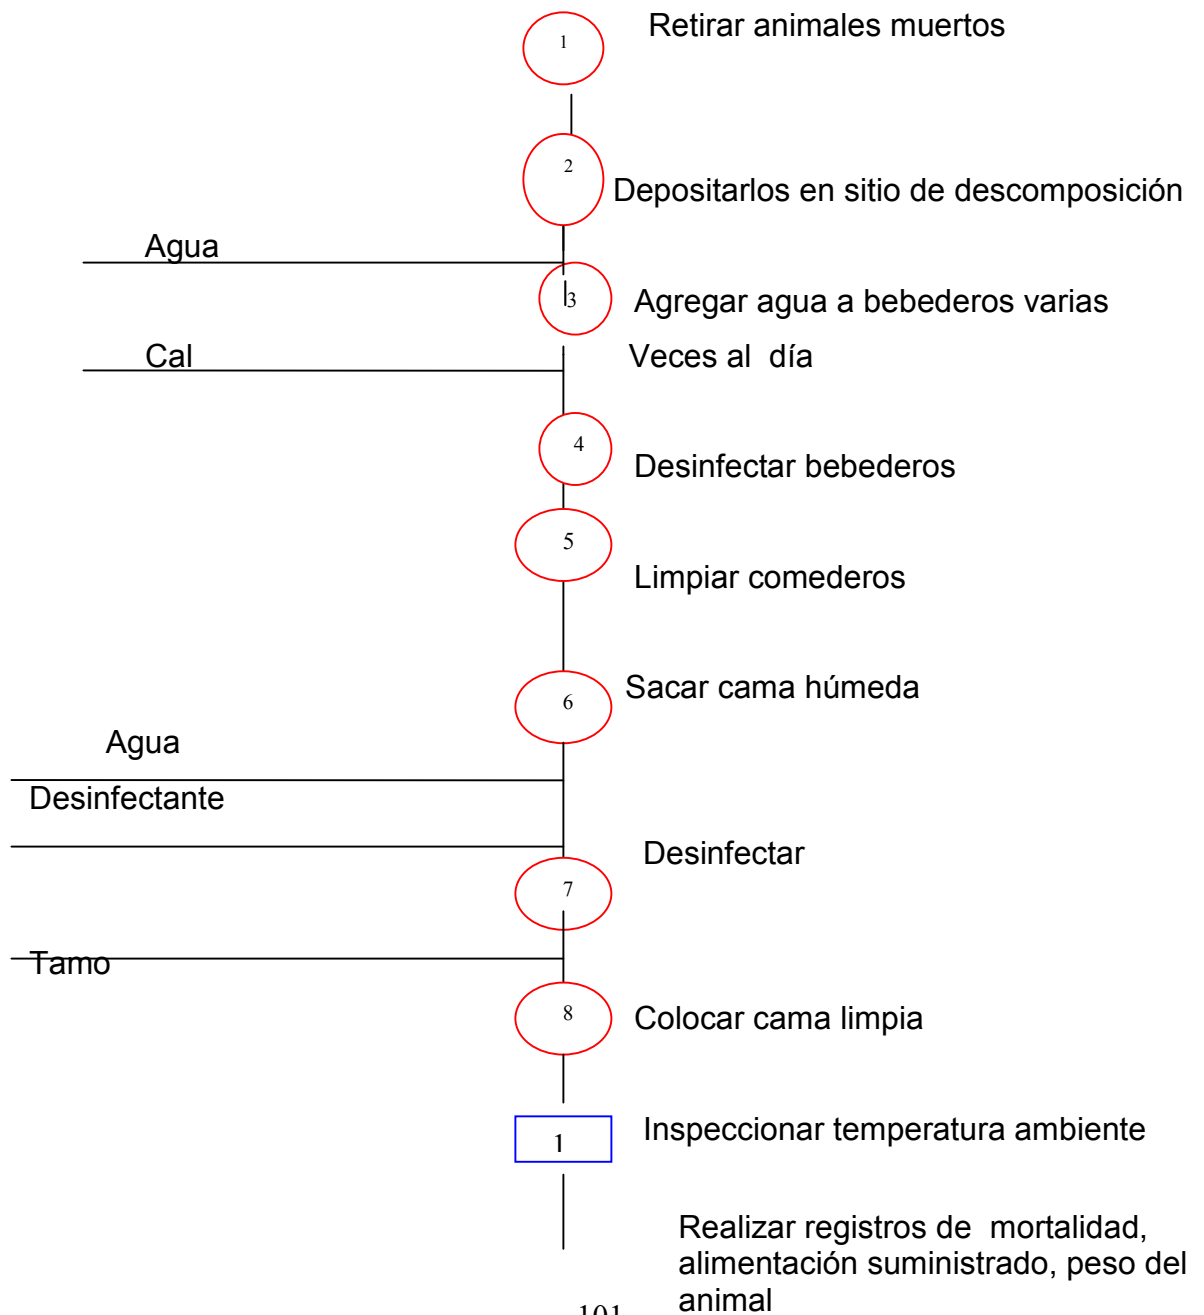 1
Retirar animales muertos
2
Depositarlos en sitio de descomposición
Agua
3
Agregar agua a bebederos varias
Cal
Veces al día
4
Desinfectar bebederos
5
Limpiar comederos
6
Sacar cama húmeda
Agua
Desinfectante
Desinfectar
7
Tamo
8
Colocar cama limpia
1
Inspeccionar temperatura ambiente
Realizar registros de mortalidad,
alimentación suministrado, peso del
animal
101